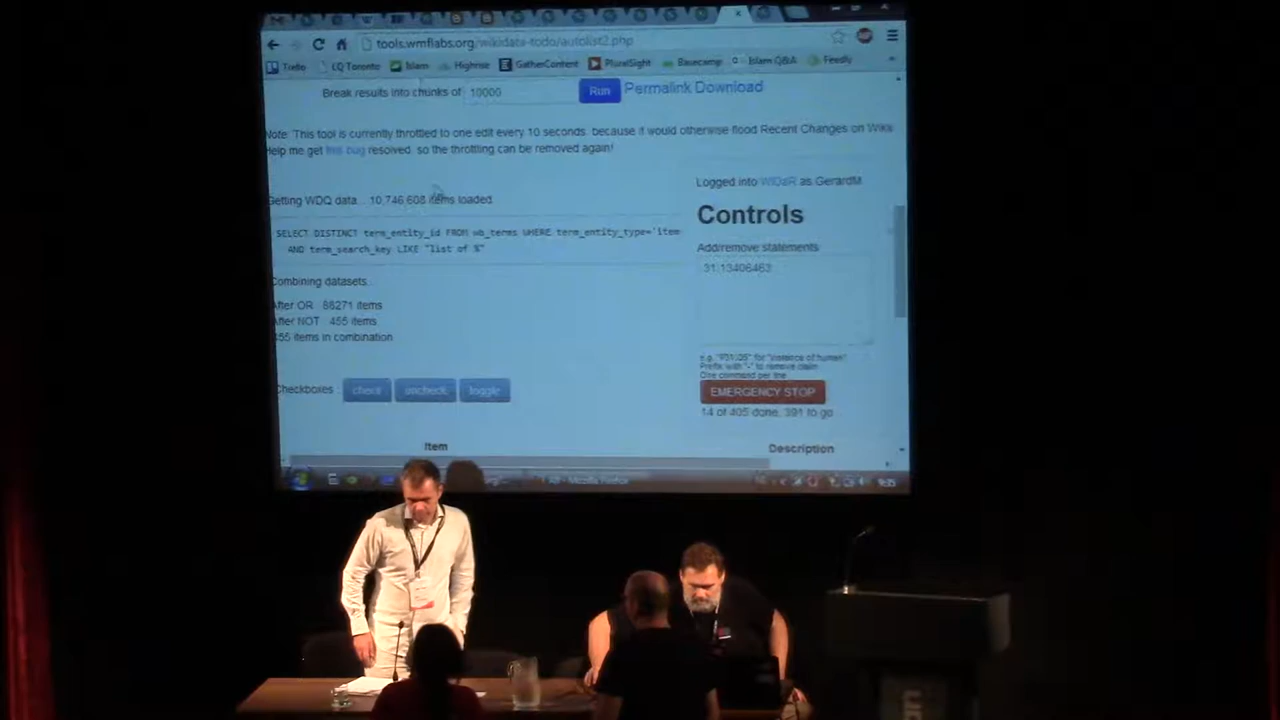 tools.wmflabs.org/wikidata-todo/autolist2.php
Trello LQ Toronto Islam Highrise GatherContent PluralSight Basecamp Islam Q&A Feedly
Break results into chunks of 10000 Run Permalink Download
Note: This tool is currently throttled to one edit every 10 seconds, because it would otherwise flood Recent Changes on Wiki
Help me get this bug resolved, so the throttling can be removed again!
Logged into WiDaR as GerardM
Getting WDQ data... 10,746,608 items loaded.
Controls
SELECT DISTINCT term_entity_id FROM wb_terms WHERE term_entity_type='item
AND term_search_key LIKE "list of %"
Add/remove statements
31:13406463
Combining datasets...
After OR : 88271 items
After NOT : 455 items
455 items in combination
e.g. "P31:Q5" for "instance of human"
Prefix with "-" to remove claim
One command per line
Checkboxes : check uncheck toggle
EMERGENCY STOP
14 of 405 done, 391 to go
Item Description